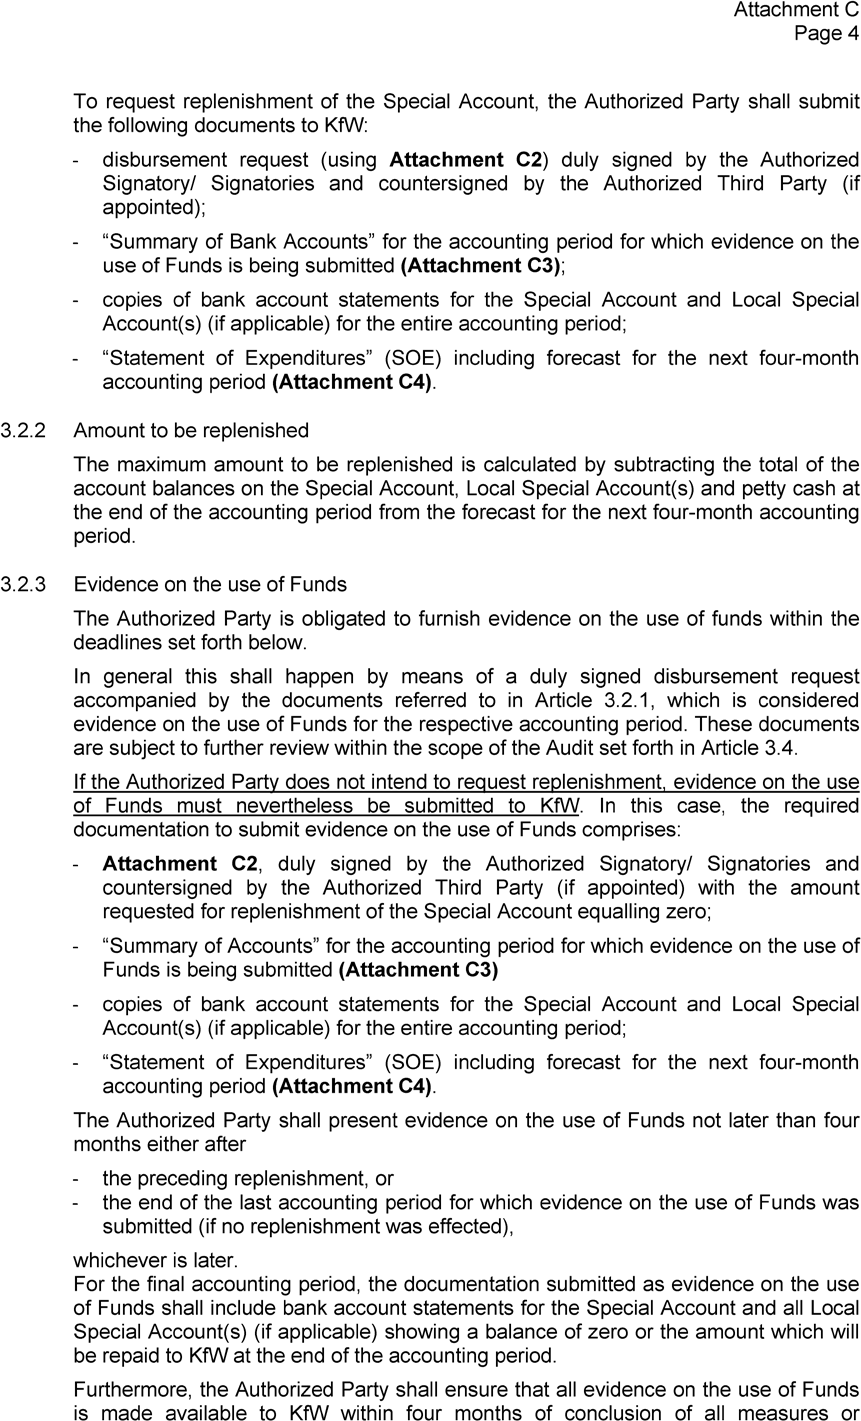 Attachment C
Page 4
To request replenishment of the Special Account, the Authorized Party shall submit
the following documents to KfW:
- disbursement request (using Attachment C2) duly signed by the Authorized
Signatory/ Signatories and countersigned by the Authorized Third Party (if
appointed);
- “Summary of Bank Accounts” for the accounting period for which evidence on the
use of Funds is being submitted (Attachment C3);
- copies of bank account statements for the Special Account and Local Special
Account(s) (if applicable) for the entire accounting period;
- “Statement of Expenditures” (SOE) including forecast for the next four-month
accounting period (Attachment C4).
3.2.2 Amount to be replenished
The maximum amount to be replenished is calculated by subtracting the total of the
account balances on the Special Account, Local Special Account(s) and petty cash at
the end of the accounting period from the forecast for the next four-month accounting
period.
3.2.3 Evidence on the use of Funds
The Authorized Party is obligated to furnish evidence on the use of funds within the
deadlines set forth below.
In general this shall happen by means of a duly signed disbursement request
accompanied by the documents referred to in Article 3.2.1, which is considered
evidence on the use of Funds for the respective accounting period. These documents
are subject to further review within the scope of the Audit set forth in Article 3.4.
If the Authorized Party does not intend to request replenishment, evidence on the use
of Funds must nevertheless be submitted to KfW. In this case, the required
documentation to submit evidence on the use of Funds comprises:
- Attachment C2, duly signed by the Authorized Signatory/ Signatories and
countersigned by the Authorized Third Party (if appointed) with the amount
requested for replenishment of the Special Account equalling zero;
- “Summary of Accounts” for the accounting period for which evidence on the use of
Funds is being submitted (Attachment C3)
- copies of bank account statements for the Special Account and Local Special
Account(s) (if applicable) for the entire accounting period;
- “Statement of Expenditures” (SOE) including forecast for the next four-month
accounting period (Attachment C4).
The Authorized Party shall present evidence on the use of Funds not later than four
months either after
- the preceding replenishment, or
- the end of the last accounting period for which evidence on the use of Funds was
submitted (if no replenishment was effected),
whichever is later.
For the final accounting period, the documentation submitted as evidence on the use
of Funds shall include bank account statements for the Special Account and all Local
Special Account(s) (if applicable) showing a balance of zero or the amount which will
be repaid to KfW at the end of the accounting period.
Furthermore, the Authorized Party shall ensure that all evidence on the use of Funds
is made available to KfW within four months of conclusion of all measures or